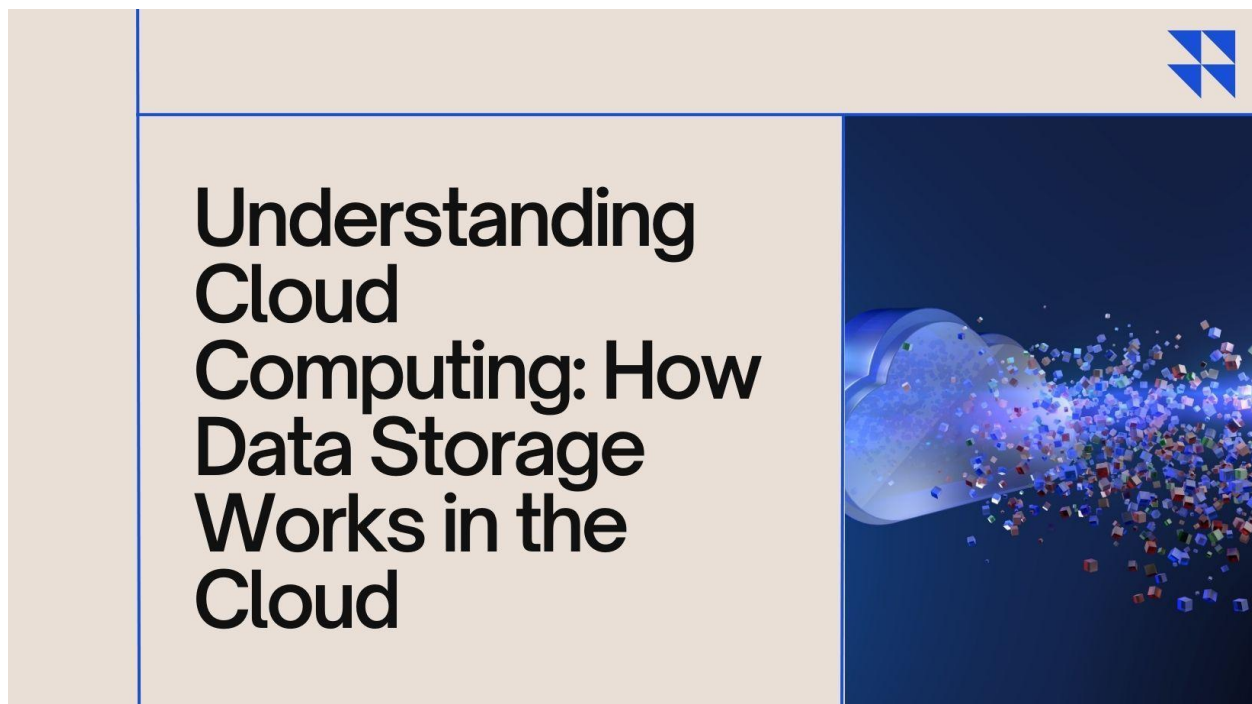 Understanding
Cloud
Computing: How
Data Storage
Works in the
Cloud